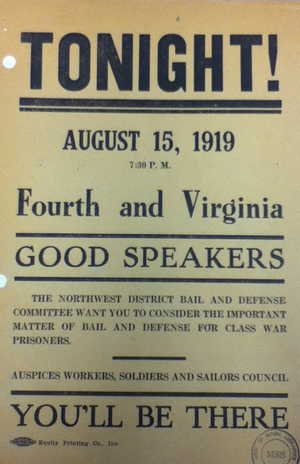 TONIGHT!
AUGUST 15, 1919
7:30 P. M.
Fourth and Virginia
GOOD SPEAKERS
THE NORTHWEST DISTRICT BAIL AND DEFENSE
COMMITTEE WANT YOU TO CONSIDER THE IMPORTANT
MATTER OF BAIL AND DEFENSE FOR CLASS WAR
PRISONERS.
AUSPICES WORKERS, SOLDIERS AND SAILORS COUNCIL
YOU'LL BE THERE
Equity Printing Co., Inc